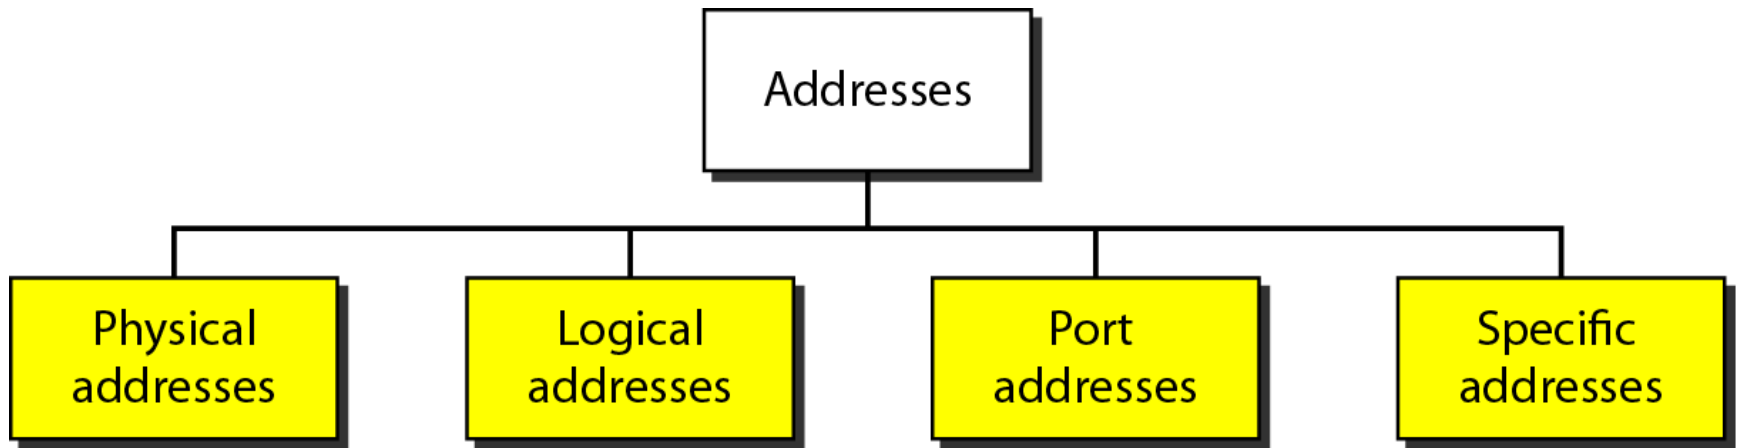 Addresses
Physical
addresses
Logical
addresses
Port
addresses
Specific
addresses